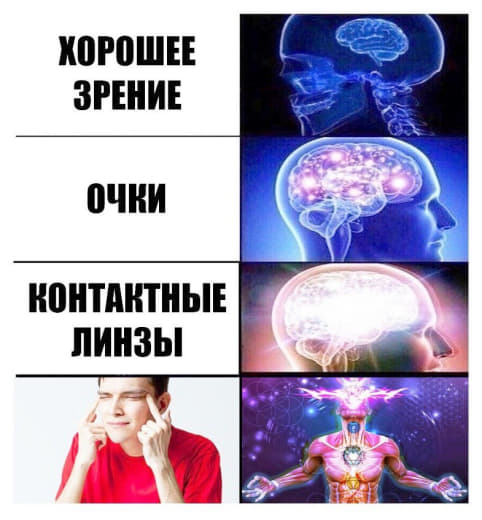 ХОРОШЕЕ
ЗРЕНИЕ
ОЧКИ
КОНТАКТНЫЕ
ЛИНЗЫ